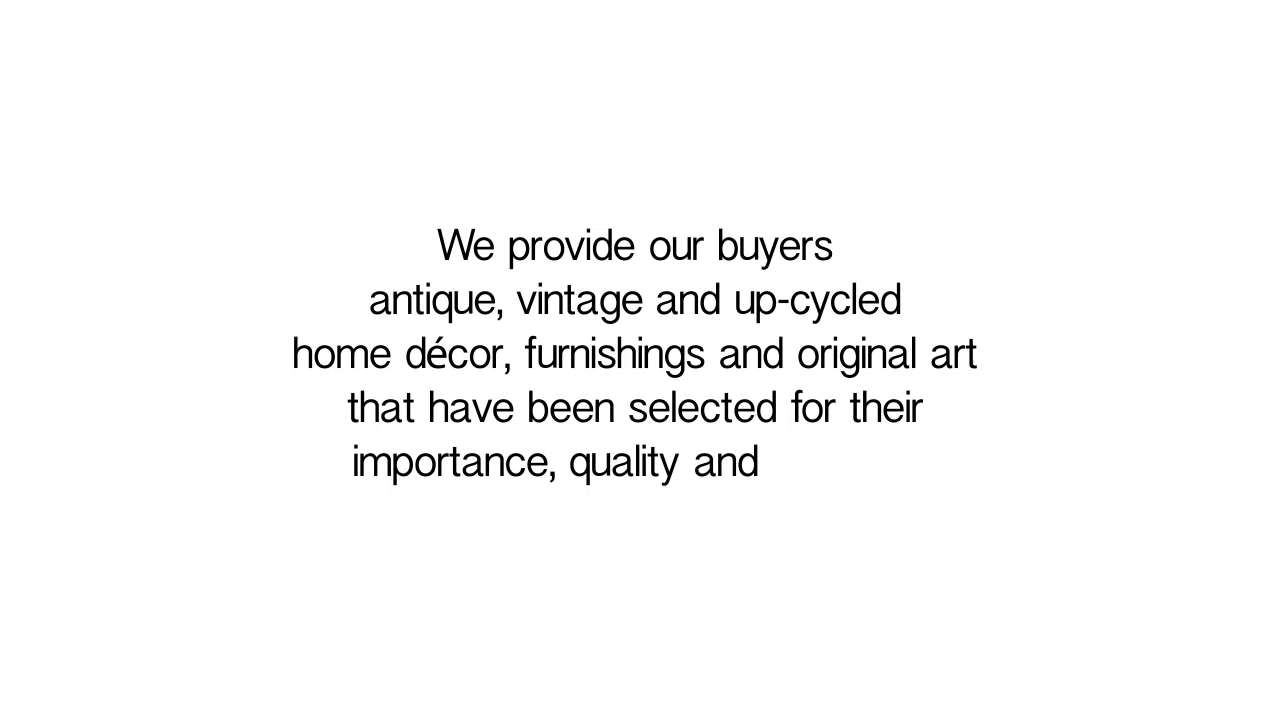 We provide our buyers
antique, vintage and up-cycled
home décor, furnishings and original art
that have been selected for their
importance, quality and